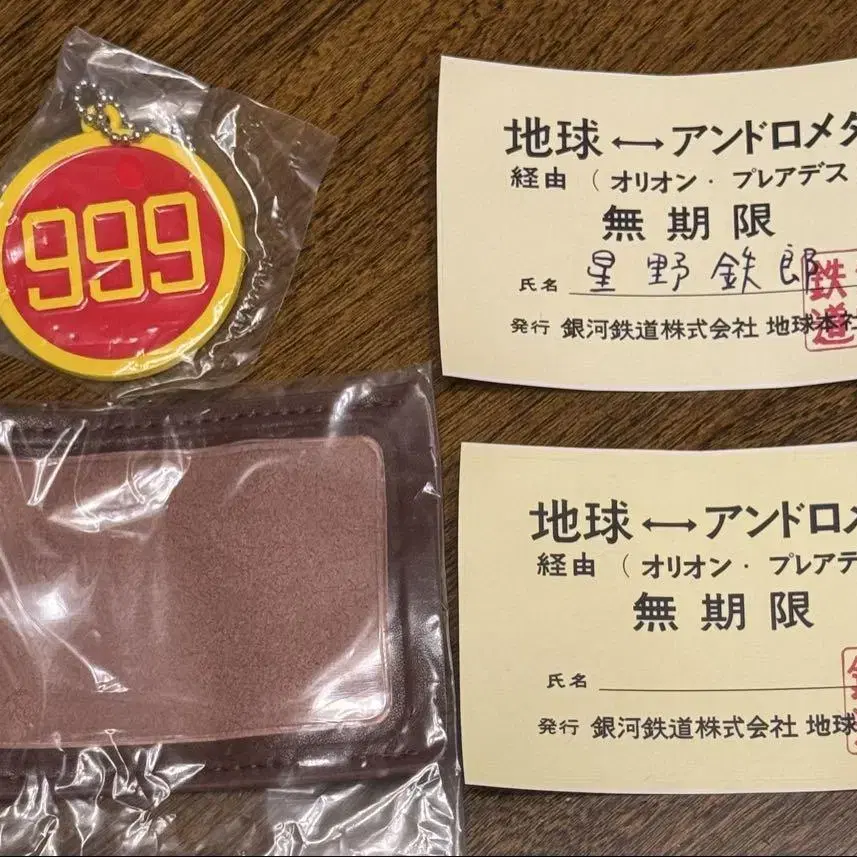 999
地球↔アンドロメダ
経由（オリオン・プレアデス
無期限
氏名 星野鉄郎
発行 銀河鉄道株式会社 地球本社
鉄道
地球↔アンドロメ
経由（オリオン・プレアデ
無期限
氏名
発行 銀河鉄道株式会社 地球